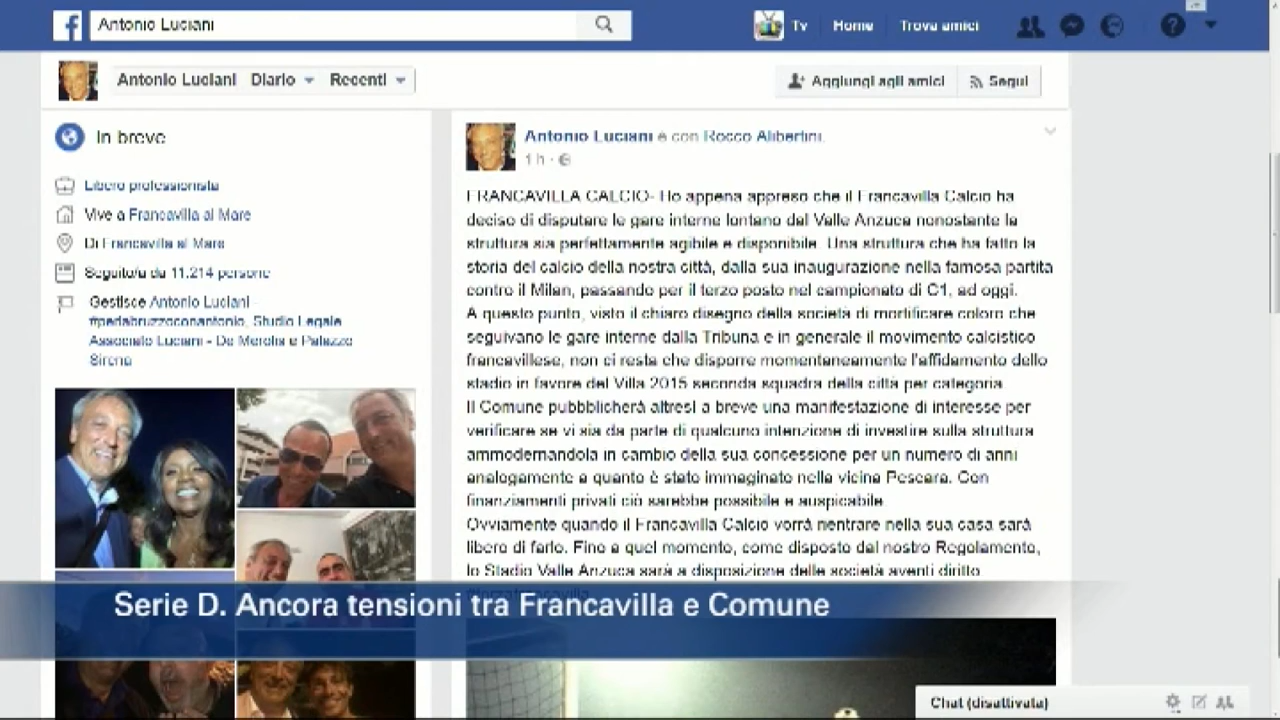 Antonio Luciani
Tv Home Trova amici
Antonio Luciani Diario Recenti
Aggiungi agli amici Segui
In breve
Libero professionista
Vive a Francavilla al Mare
Di Francavilla al Mare
Seguito/a da 11.214 persone
Gestisce Antonio Luciani -
#perlabruzzoconantonio, Studio Legale
Associato Luciani - De Merolis e Palazzo
Sirena
Antonio Luciani è con Rocco Alibertini.
1 h ·
FRANCAVILLA CALCIO- Ho appena appreso che il Francavilla Calcio ha
deciso di disputare le gare interne lontano dal Valle Anzuca nonostante la
struttura sia perfettamente agibile e disponibile. Una struttura che ha fatto la
storia del calcio della nostra città, dalla sua inaugurazione nella famosa partita
contro il Milan, passando per il terzo posto nel campionato di C1, ad oggi.
A questo punto, visto il chiaro disegno della società di mortificare coloro che
seguivano le gare interne dalla Tribuna e in generale il movimento calcistico
francavillese, non ci resta che disporre momentaneamente l'affidamento dello
stadio in favore del Villa 2015 seconda squadra della città per categoria.
Il Comune pubbblicherà altresì a breve una manifestazione di interesse per
verificare se vi sia da parte di qualcuno intenzione di investire sulla struttura
ammodernandola in cambio della sua concessione per un numero di anni
analogamente a quanto è stato immaginato nella vicina Pescara. Con
finanziamenti privati ciò sarebbe possibile e auspicabile.
Ovviamente quando il Francavilla Calcio vorrà rientrare nella sua casa sarà
libero di farlo. Fino a quel momento, come disposto dal nostro Regolamento,
lo Stadio Valle Anzuca sarà a disposizione delle società aventi diritto
#forzafrancavilla
Serie D. Ancora tensioni tra Francavilla e Comune
Chat (disattivata)